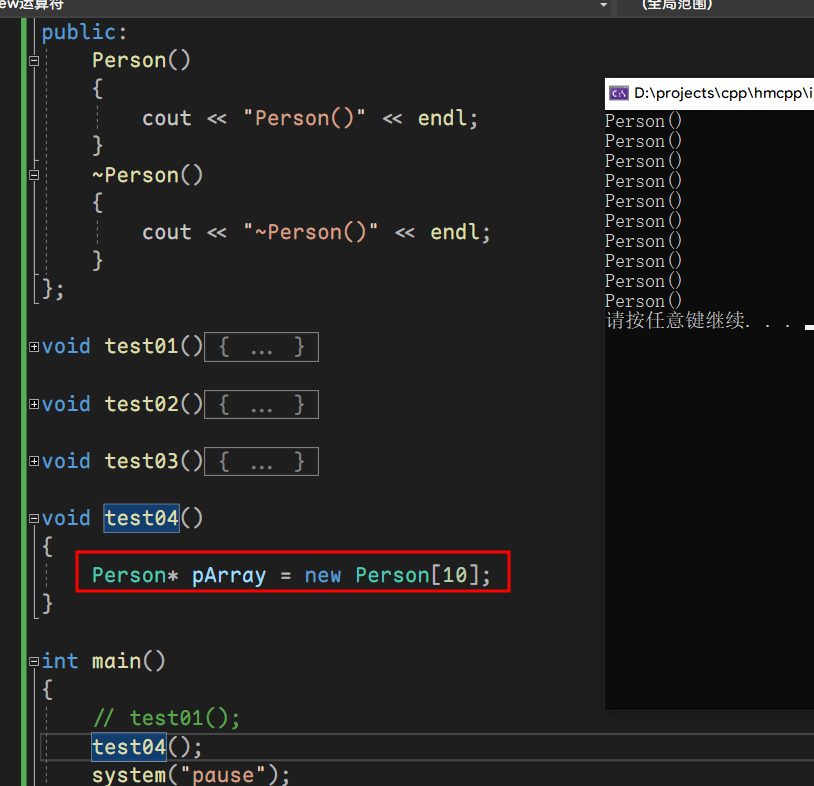 ew运算符
(全局范围)
public:
Person()
{
cout << "Person()" << endl;
}
~Person()
{
cout << "~Person()" << endl;
}
};
void test01(){ ... }
void test02(){ ... }
void test03(){ ... }
void test04()
{
Person* pArray = new Person[10];
}
int main()
{
// test01();
test04();
system("pause");
D:\projects\cpp\hmcpp\i
Person()
Person()
Person()
Person()
Person()
Person()
Person()
Person()
Person()
Person()
请按任意键继续. . .